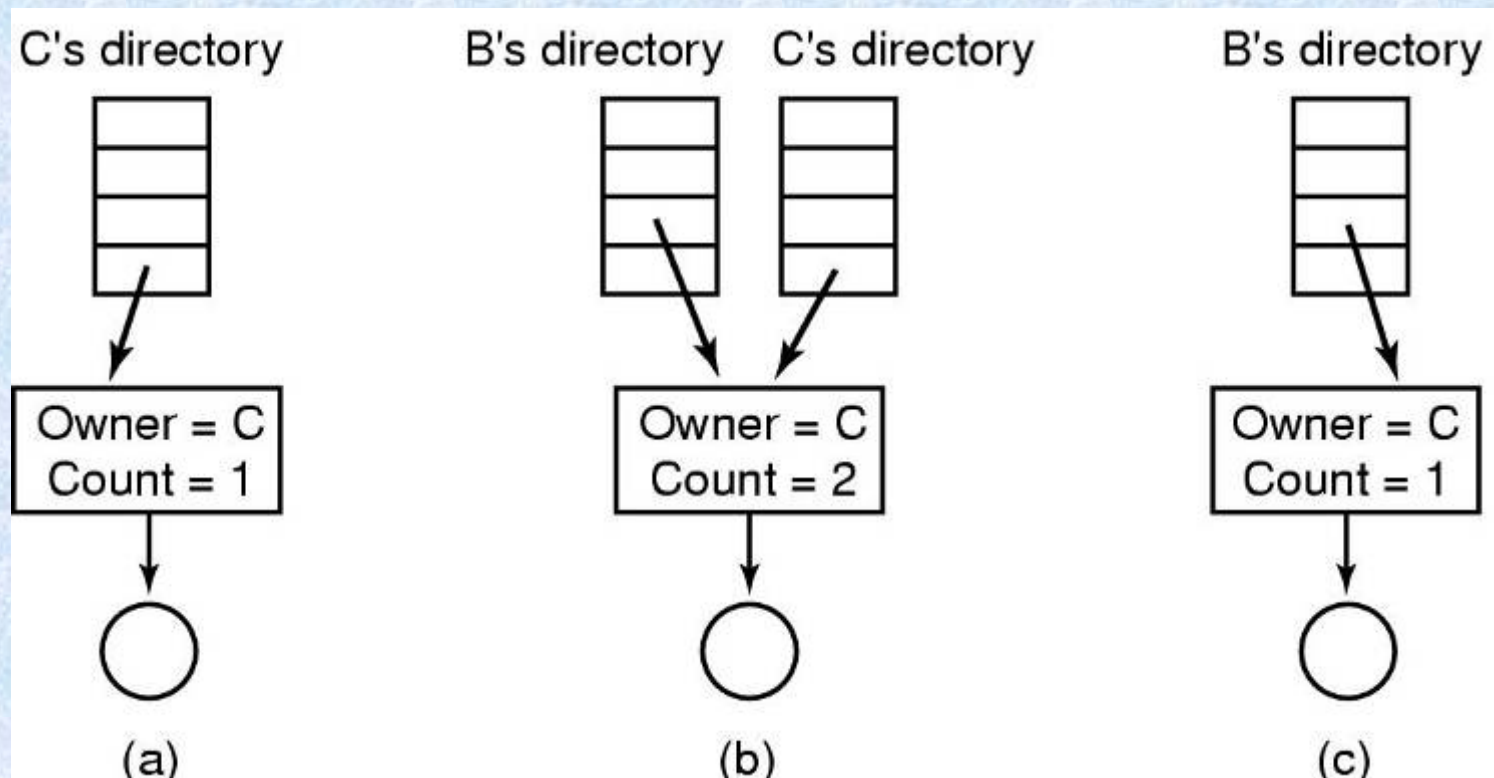 C's directory
B's directory
C's directory
B's directory
Owner = C
Count = 1
Owner = C
Count = 2
Owner = C
Count = 1
(a)
(b)
(c)